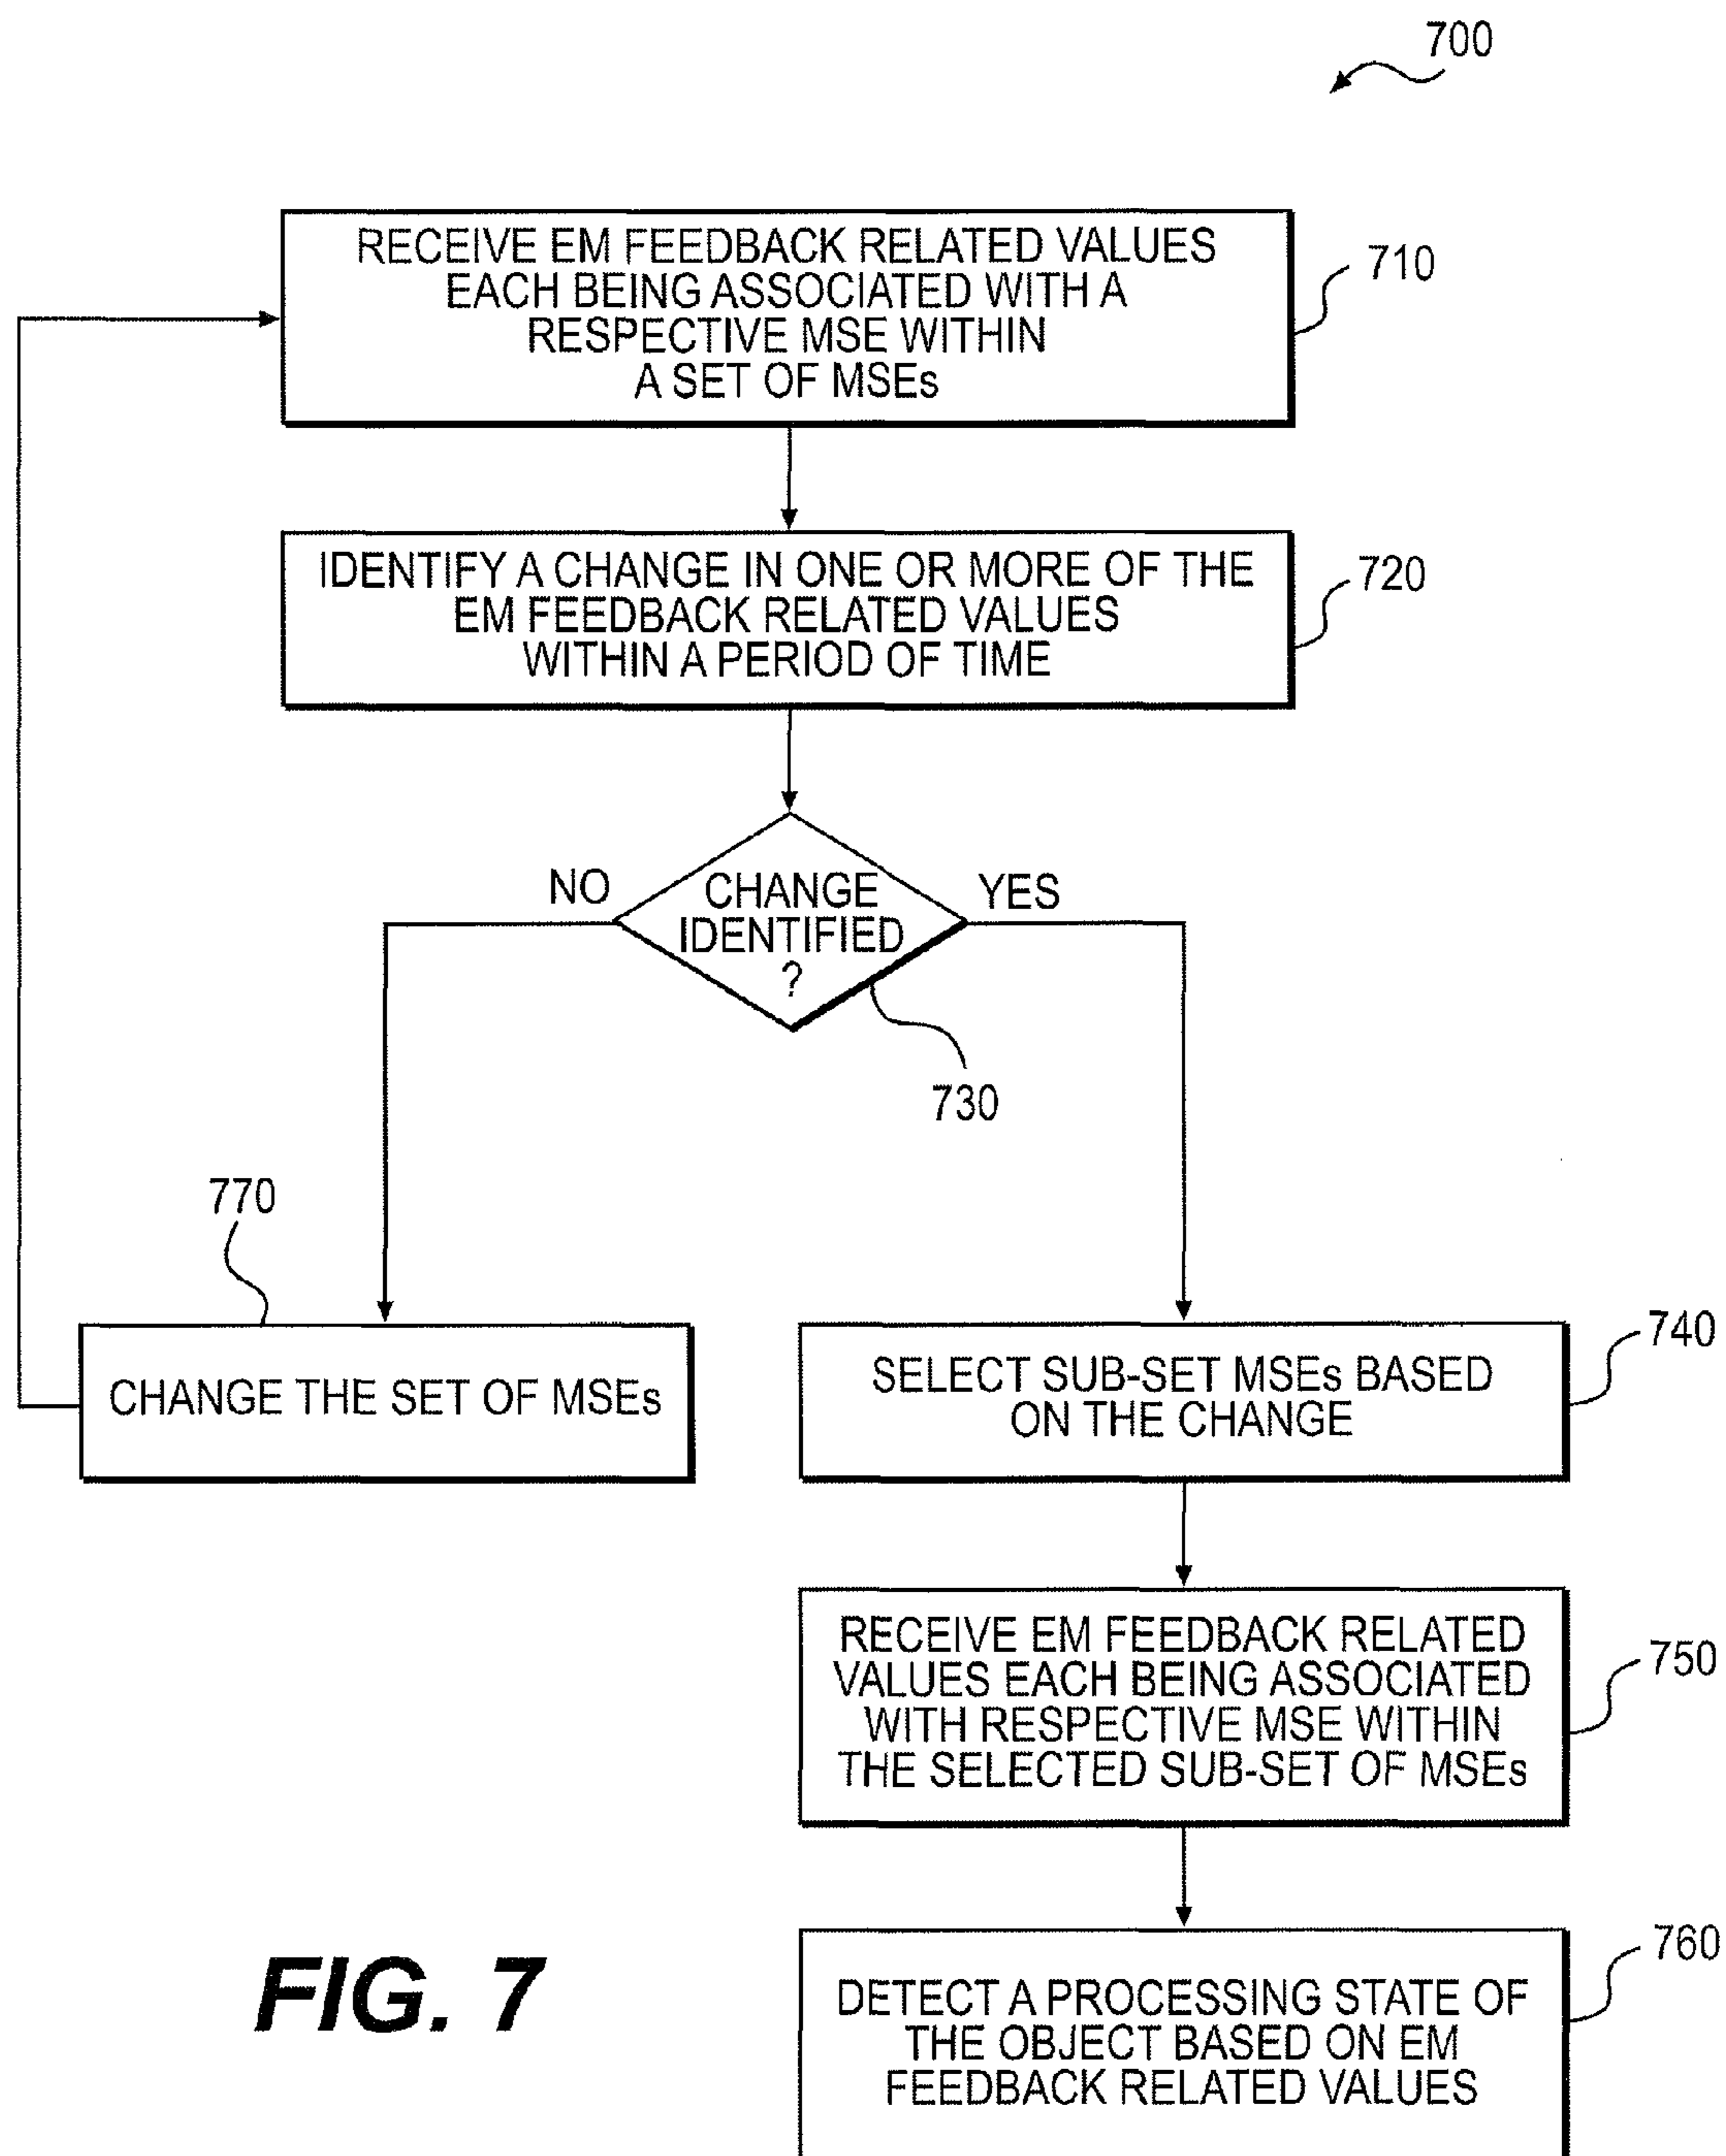 700
RECEIVE EM FEEDBACK RELATED VALUES
EACH BEING ASSOCIATED WITH A
RESPECTIVE MSE WITHIN
A SET OF MSEs
710
IDENTIFY A CHANGE IN ONE OR MORE OF THE
EM FEEDBACK RELATED VALUES
WITHIN A PERIOD OF TIME
720
NO
CHANGE
IDENTIFIED
?
YES
730
770
CHANGE THE SET OF MSEs
SELECT SUB-SET MSEs BASED
ON THE CHANGE
740
RECEIVE EM FEEDBACK RELATED
VALUES EACH BEING ASSOCIATED
WITH RESPECTIVE MSE WITHIN
THE SELECTED SUB-SET OF MSEs
750
DETECT A PROCESSING STATE OF
THE OBJECT BASED ON EM
FEEDBACK RELATED VALUES
760
FIG. 7